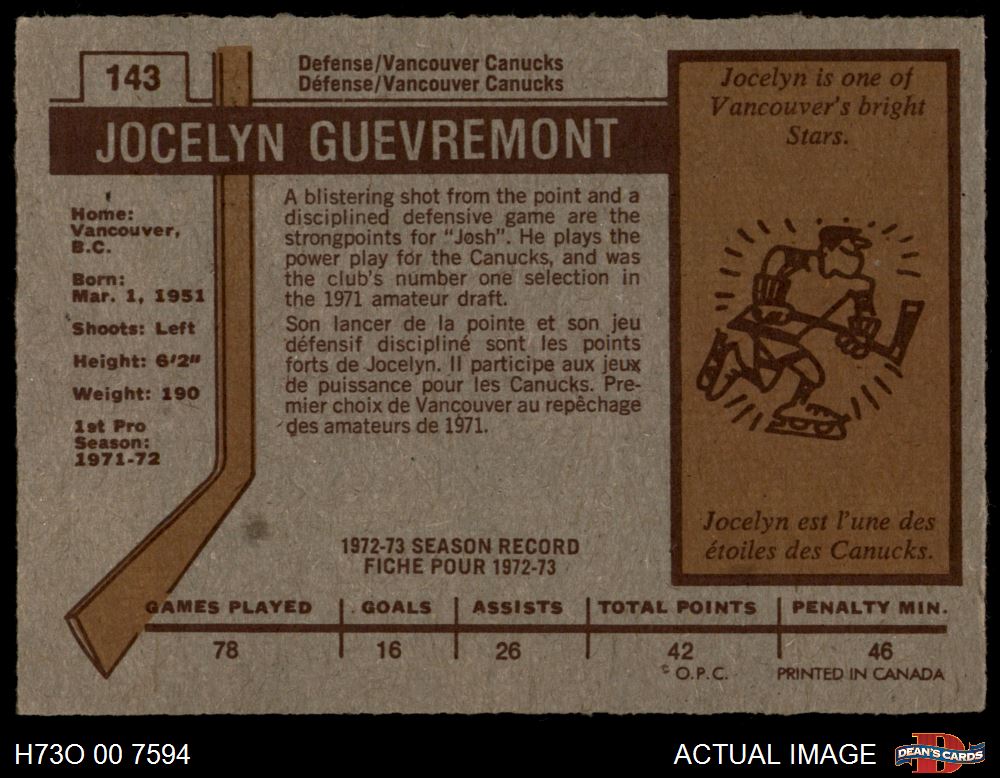 143
Defense/Vancouver Canucks
Défense/Vancouver Canucks
JOCELYN GUEVREMONT
Home:
Vancouver,
B.C.
Born:
Mar. 1, 1951
Shoots: Left
Height: 6'2"
Weight: 190
1st Pro
Season:
1971-72
A blistering shot from the point and a
disciplined defensive game are the
strongpoints for "Josh". He plays the
power play for the Canucks, and was
the club's number one selection in
the 1971 amateur draft.
Son lancer de la pointe et son jeu
défensif discipliné sont les points
forts de Jocelyn. Il participe aux jeux
de puissance pour les Canucks. Pre-
mier choix de Vancouver au repêchage
des amateurs de 1971.
Jocelyn is one of
Vancouver's bright
Stars.
Jocelyn est l'une des
étoiles des Canucks.
1972-73 SEASON RECORD
FICHE POUR 1972-73
GAMES PLAYED GOALS ASSISTS TOTAL POINTS PENALTY MIN.
78 16 26 42 46
© O.P.C. PRINTED IN CANADA
H73O 00 7594
ACTUAL IMAGE
DEAN'S CARDS